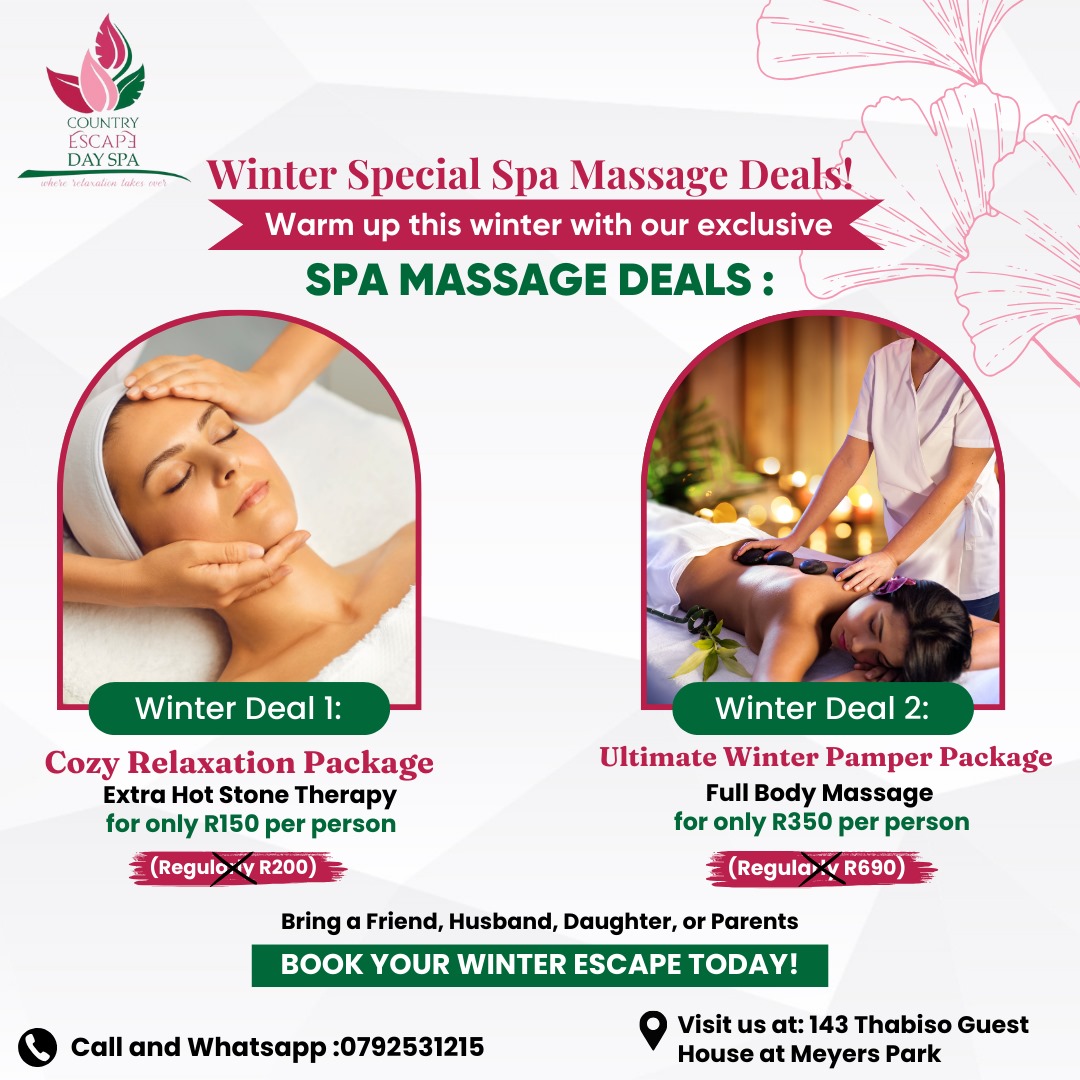 COUNTRY
ESCAPE
DAY SPA
where relaxation takes over
Winter Special Spa Massage Deals!
Warm up this winter with our exclusive
SPA MASSAGE DEALS :
Winter Deal 1:
Cozy Relaxation Package
Extra Hot Stone Therapy
for only R150 per person
(Regularly R200)
Winter Deal 2:
Ultimate Winter Pamper Package
Full Body Massage
for only R350 per person
(Regularly R690)
Bring a Friend, Husband, Daughter, or Parents
BOOK YOUR WINTER ESCAPE TODAY!
Call and Whatsapp :0792531215
Visit us at: 143 Thabiso Guest
House at Meyers Park